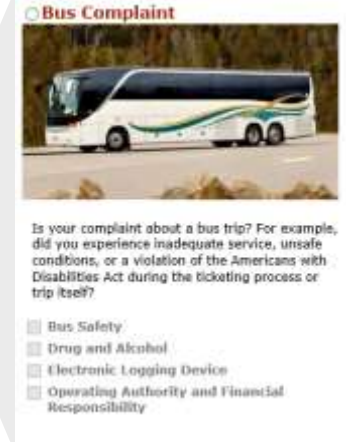 Bus Complaint
Is your complaint about a bus trip? For example,
did you experience inadequate service, unsafe
conditions, or a violation of the Americans with
Disabilities Act during the ticketing process or
trip itself?
Bus Safety
Drug and Alcohol
Electronic Logging Device
Operating Authority and Financial
Responsibility